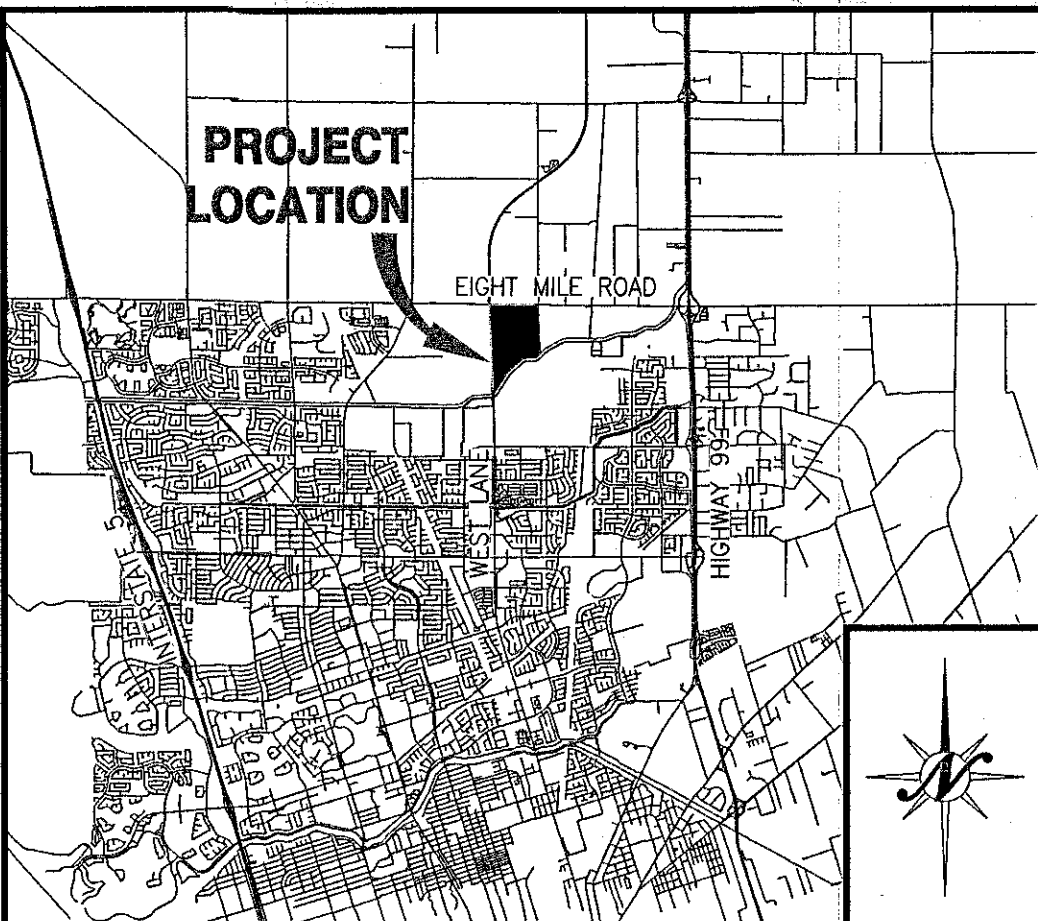 PROJECT
LOCATION
EIGHT MILE ROAD
WEST LANE
HIGHWAY 99
INTERSTATE 5
N